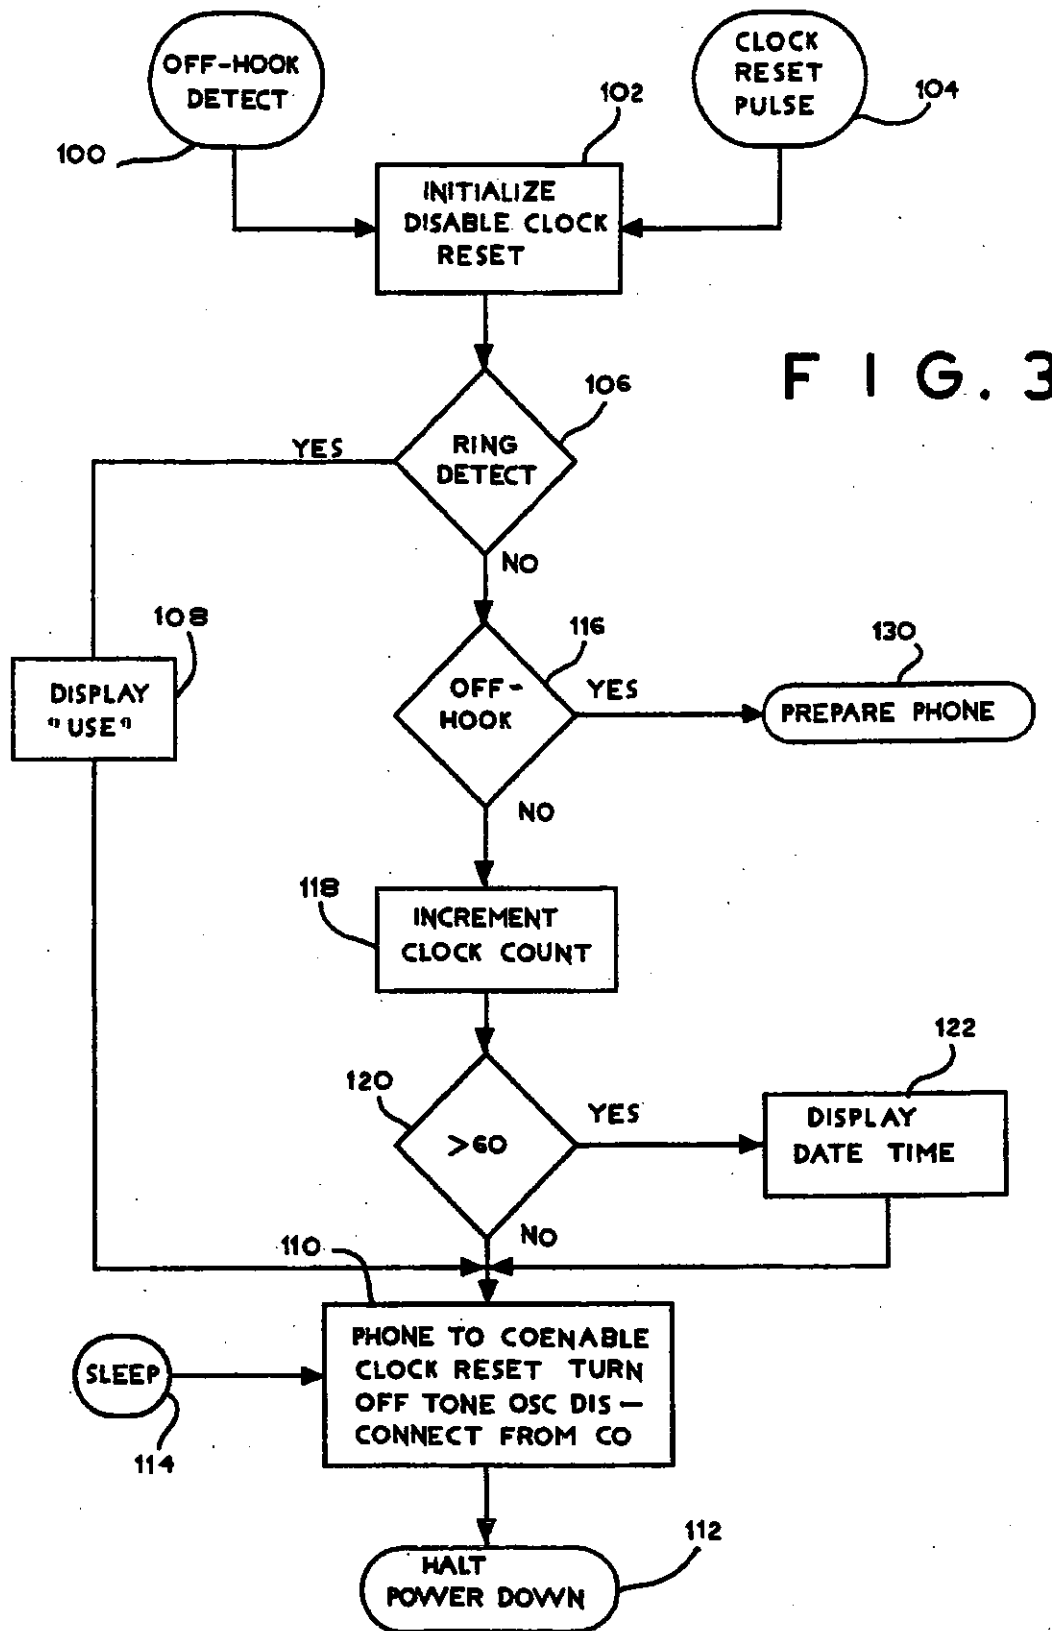 OFF-HOOK
DETECT
100
CLOCK
RESET
PULSE
104
102
INITIALIZE
DISABLE CLOCK
RESET
FIG. 3
106
RING
DETECT
YES
NO
108
DISPLAY
"USE"
116
OFF-
HOOK
YES
130
PREPARE PHONE
NO
118
INCREMENT
CLOCK COUNT
120
>60
YES
122
DISPLAY
DATE TIME
NO
110
PHONE TO COENABLE
CLOCK RESET TURN
OFF TONE OSC DIS-
CONNECT FROM CO
SLEEP
114
112
HALT
POWER DOWN